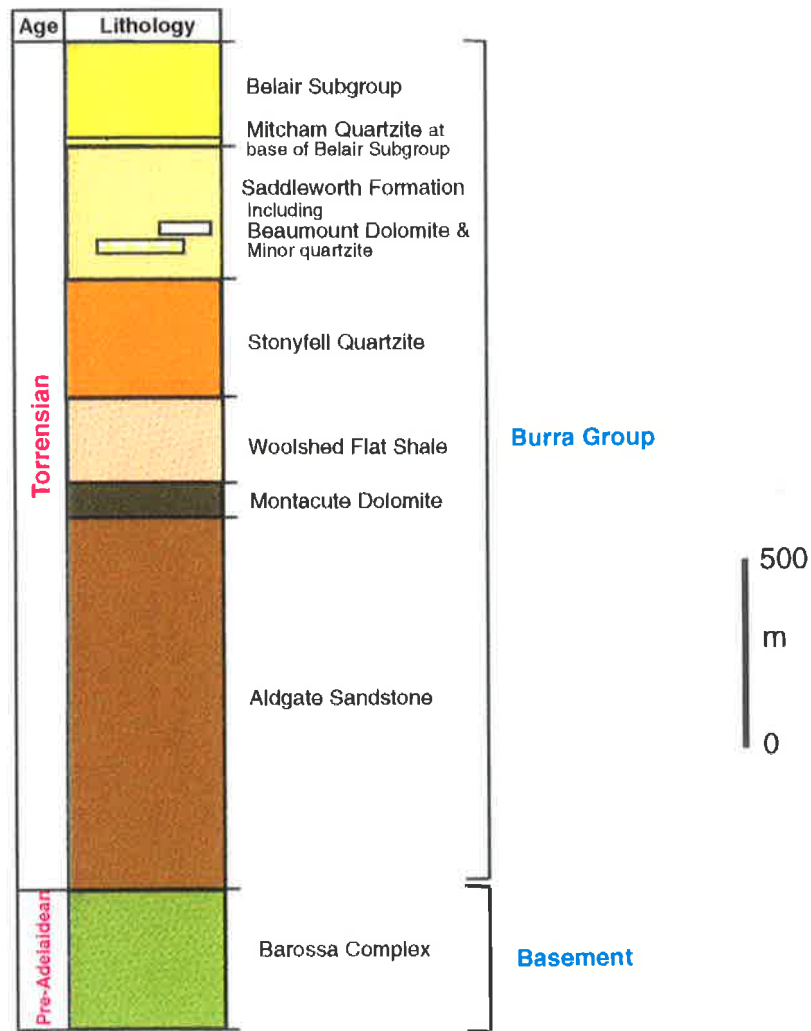 Age Lithology
Belair Subgroup
Mitcham Quartzite at
base of Belair Subgroup
Saddleworth Formation
Including
Beaumount Dolomite &
Minor quartzite
Stonyfell Quartzite
Woolshed Flat Shale
Montacute Dolomite
Aldgate Sandstone
Barossa Complex
Torrensian
Pre-Adelaidean
Burra Group
Basement
500
m
0